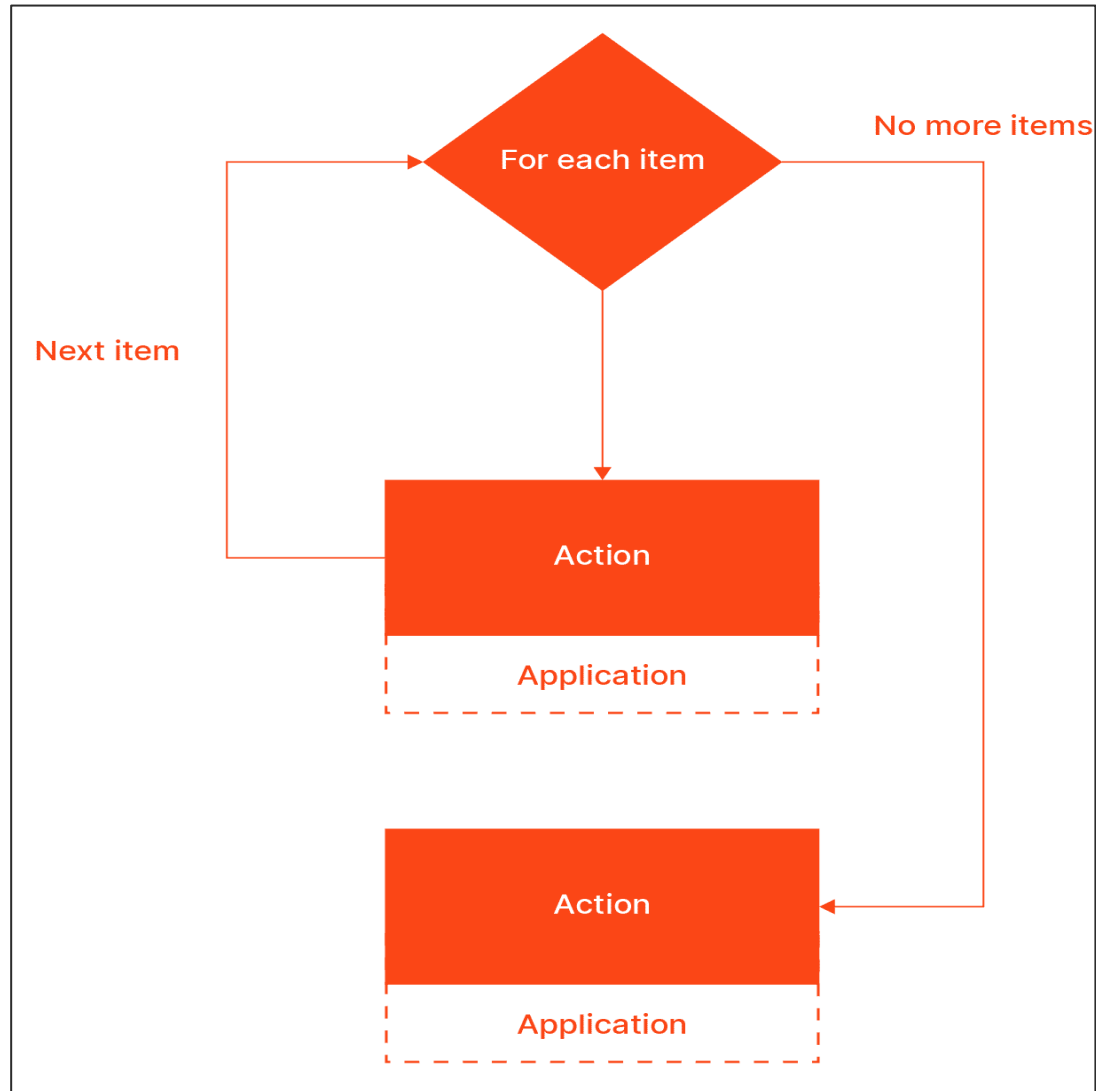 No more items
For each item
Next item
Action
Application
Action
Application